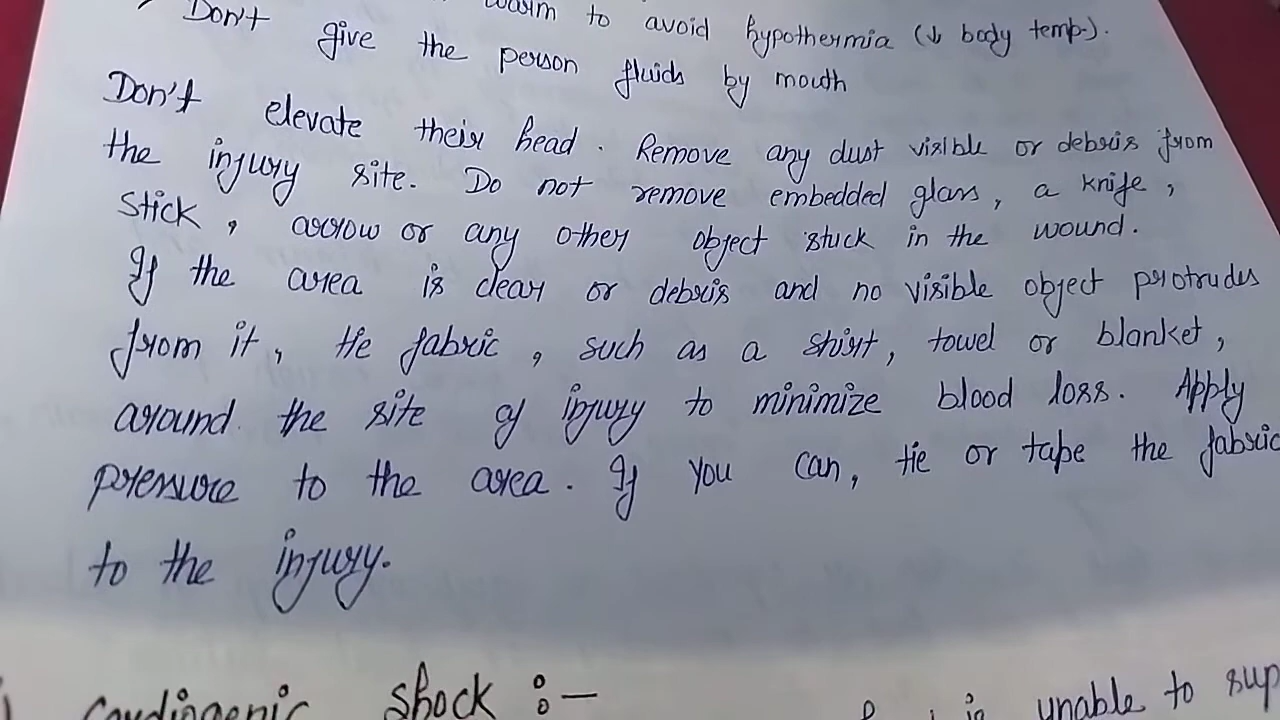 warm to avoid hypothermia (↓ body temp.).
Don't give the person fluids by mouth
Don't elevate their head. Remove any dust visible or debris from
the injury site. Do not remove embedded glass, a knife,
stick, arrow or any other object stuck in the wound.
If the area is clear or debris and no visible object protrudes
from it, tie fabric, such as a shirt, towel or blanket,
around the site of injury to minimize blood loss. Apply
pressure to the area. If you can, tie or tape the fabric
to the injury.
cardiogenic shock :-
is unable to sup